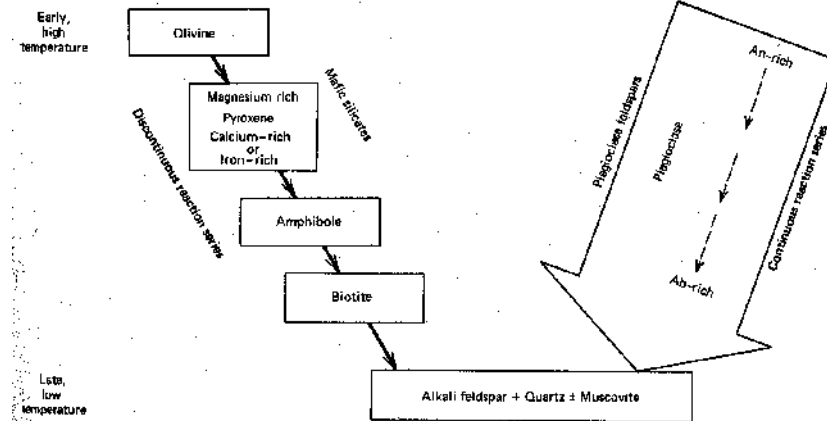 Early,
high
temperature
Olivine
Magnesium rich
Pyroxene
Calcium-rich
or
Iron-rich
Mafic silicates
Discontinuous reaction series
Amphibole
Biotite
Plagioclase feldspars
Plagioclase
An-rich
Ab-rich
Continuous reaction series
Late,
low
temperature
Alkali feldspar + Quartz ± Muscovite